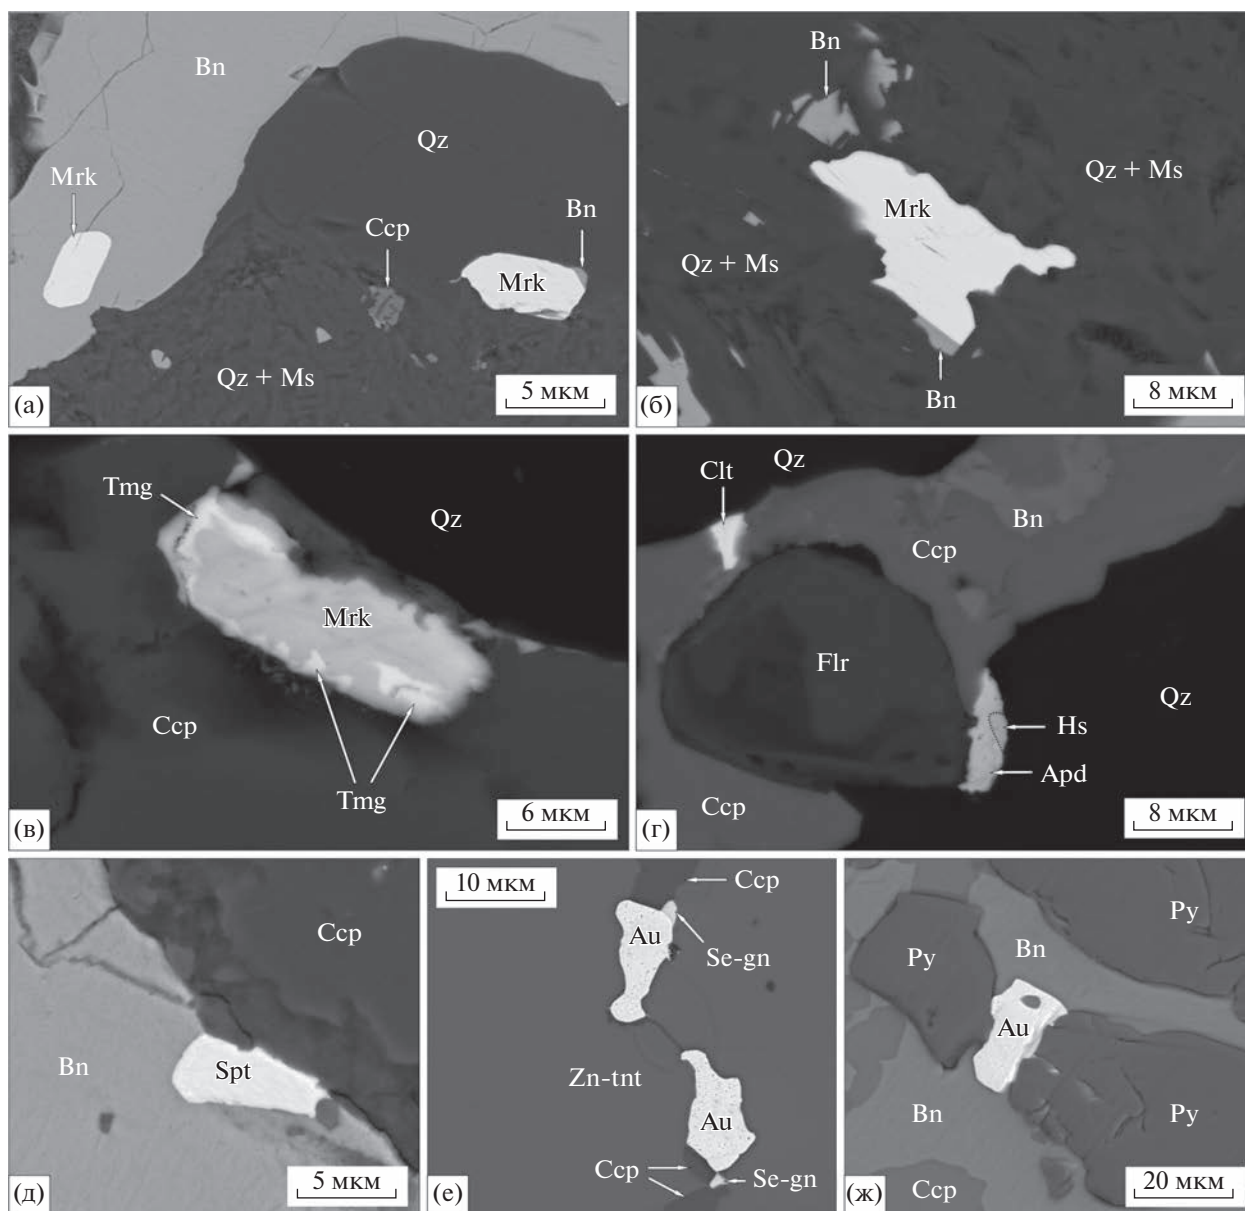 Bn
Qz
Mrk
Ccp
Bn
Mrk
Qz + Ms
5 мкм
(а)
Bn
Qz + Ms
Mrk
Qz + Ms
Bn
8 мкм
(б)
Tmg
Qz
Mrk
Ccp
Tmg
6 мкм
(в)
Clt
Qz
Bn
Ccp
Flr
Qz
Hs
Apd
Ccp
8 мкм
(г)
Ccp
Bn
Spt
5 мкм
(д)
10 мкм
Ccp
Au
Se-gn
Zn-tnt
Au
Ccp
Se-gn
(е)
Py
Py
Bn
Au
Bn
Py
Ccp
20 мкм
(ж)